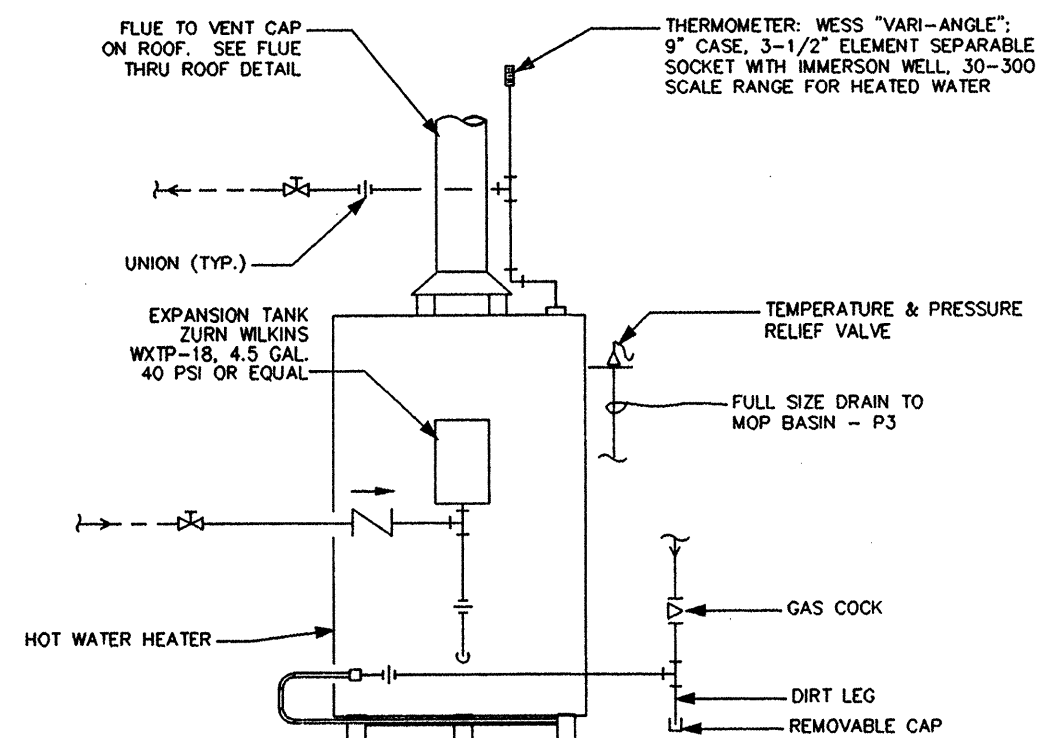 FLUE TO VENT CAP
ON ROOF. SEE FLUE
THRU ROOF DETAIL
THERMOMETER: WESS "VARI-ANGLE";
9" CASE, 3-1/2" ELEMENT SEPARABLE
SOCKET WITH IMMERSON WELL, 30-300
SCALE RANGE FOR HEATED WATER
UNION (TYP.)
EXPANSION TANK
ZURN WILKINS
WXTP-18, 4.5 GAL.
40 PSI OR EQUAL
TEMPERATURE & PRESSURE
RELIEF VALVE
FULL SIZE DRAIN TO
MOP BASIN - P3
HOT WATER HEATER
GAS COCK
DIRT LEG
REMOVABLE CAP